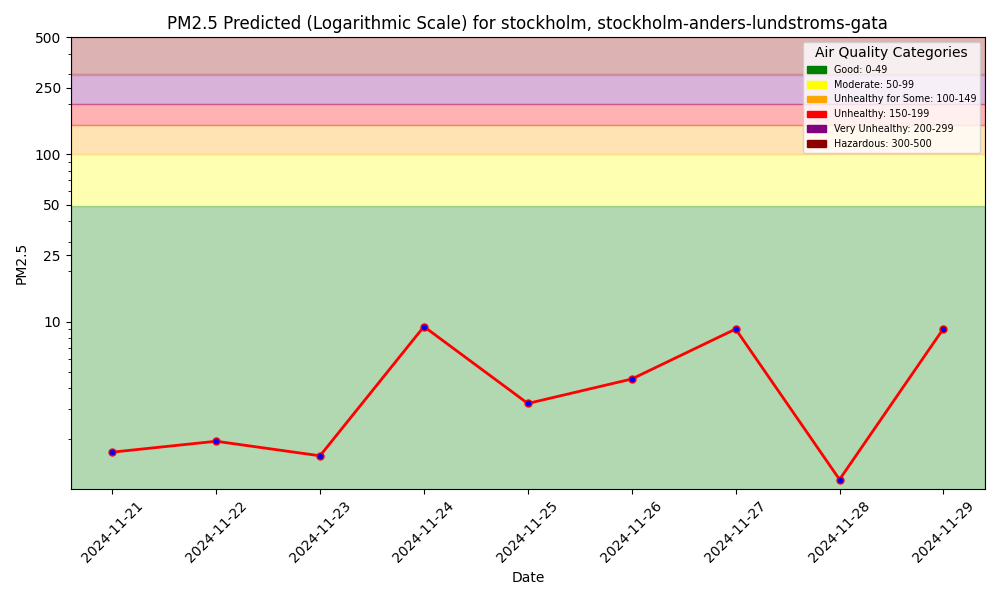 PM2.5 Predicted (Logarithmic Scale) for stockholm, stockholm-anders-lundstroms-gata
Air Quality Categories
Good: 0-49
Moderate: 50-99
Unhealthy for Some: 100-149
Unhealthy: 150-199
Very Unhealthy: 200-299
Hazardous: 300-500
500
250
100
50
25
10
PM2.5
2024-11-21
2024-11-22
2024-11-23
2024-11-24
2024-11-25
2024-11-26
2024-11-27
2024-11-28
2024-11-29
Date